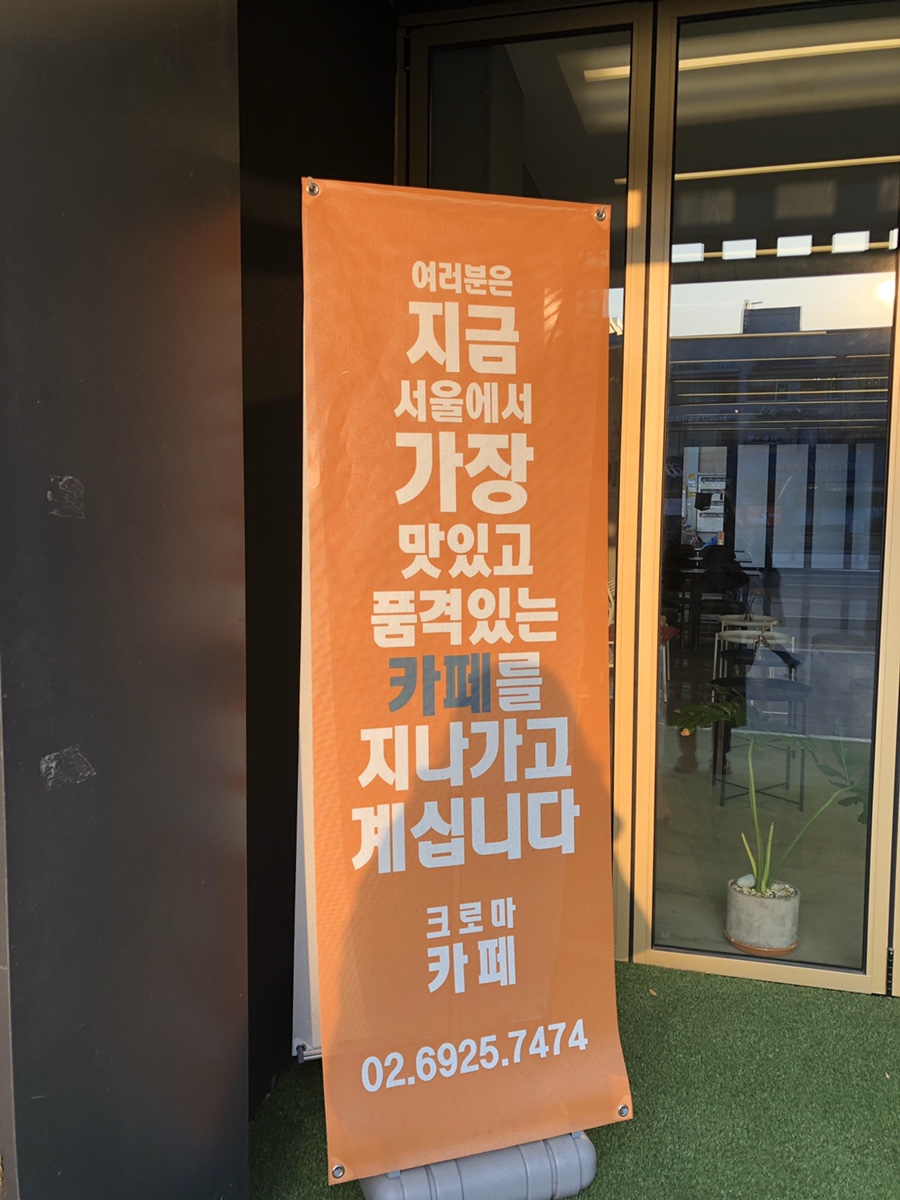 여러분은
지금
서울에서
가장
맛있고
품격있는
카페를
지나가고
계십니다
크로마
카페
02.6925.7474